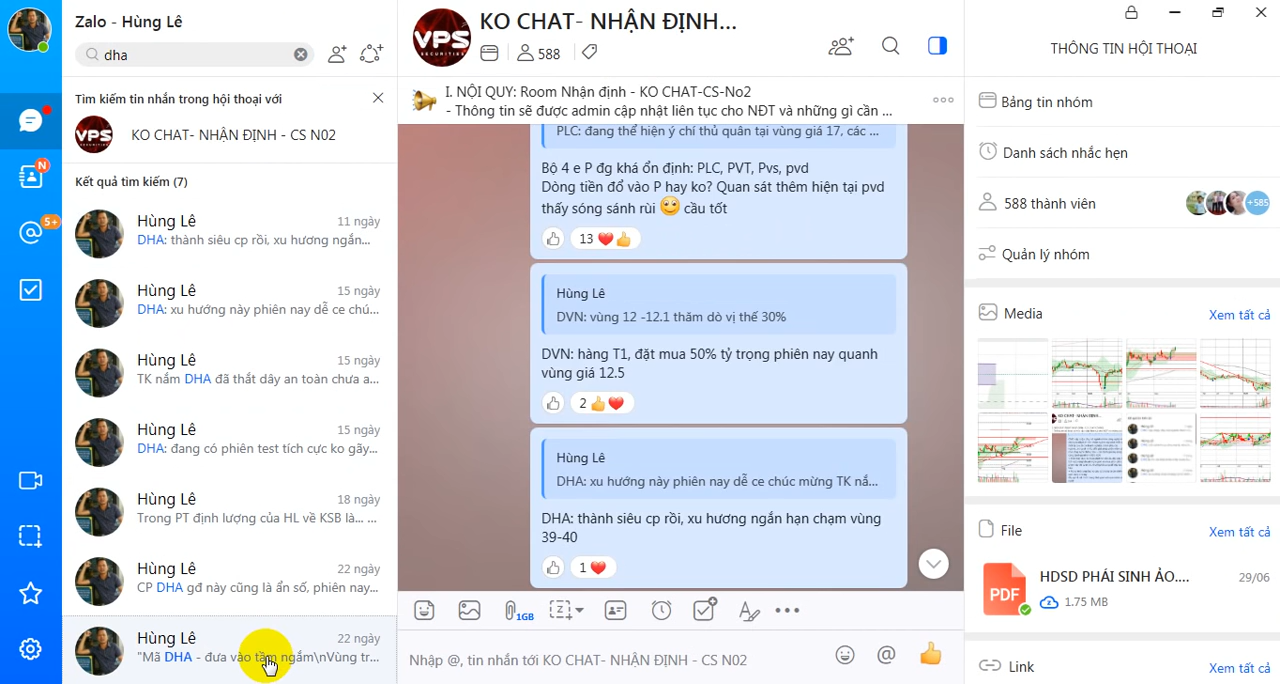 Zalo - Hùng Lê
dha
Tìm kiếm tin nhắn trong hội thoại với
VPS
KO CHAT- NHẬN ĐỊNH - CS N02
Kết quả tìm kiếm (7)
Hùng Lê
11 ngày
DHA: thành siêu cp rồi, xu hương ngắn...
Hùng Lê
15 ngày
DHA: xu hướng này phiên nay dễ ce chú...
Hùng Lê
15 ngày
TK nắm DHA đã thắt dây an toàn chưa a...
Hùng Lê
15 ngày
DHA: đang có phiên test tích cực ko gãy...
Hùng Lê
18 ngày
Trong PT định lượng của HL về KSB là... ...
Hùng Lê
22 ngày
CP DHA gđ này cũng là ẩn số, phiên nay...
Hùng Lê
22 ngày
"Mã DHA - đưa vào tầm ngắm\nVùng tr...
N
5+
VPS
SECURITIES
KO CHAT- NHẬN ĐỊNH...
588
I. NỘI QUY: Room Nhận định - KO CHAT-CS-No2
- Thông tin sẽ được admin cập nhật liên tục cho NĐT và những gì cần ...
PLC: đang thể hiện ý chí thủ quân tại vùng giá 17, các ...
Bộ 4 e P đg khá ổn định: PLC, PVT, Pvs, pvd
Dòng tiền đổ vào P hay ko? Quan sát thêm hiện tại pvd
thấy sóng sánh rùi 🙂 cầu tốt
13 ❤️👍
Hùng Lê
DVN: vùng 12 -12.1 thăm dò vị thế 30%
DVN: hàng T1, đặt mua 50% tỷ trọng phiên nay quanh
vùng giá 12.5
2 👍❤️
Hùng Lê
DHA: xu hướng này phiên nay dễ ce chúc mừng TK nắ...
DHA: thành siêu cp rồi, xu hương ngắn hạn chạm vùng
39-40
1 ❤️
1GB
Nhập @, tin nhắn tới KO CHAT- NHẬN ĐỊNH - CS N02
THÔNG TIN HỘI THOẠI
Bảng tin nhóm
Danh sách nhắc hẹn
588 thành viên
+585
Quản lý nhóm
Media
Xem tất cả
File
Xem tất cả
PDF
HDSD PHÁI SINH ẢO....
29/06
1.75 MB
Link
Xem tất cả